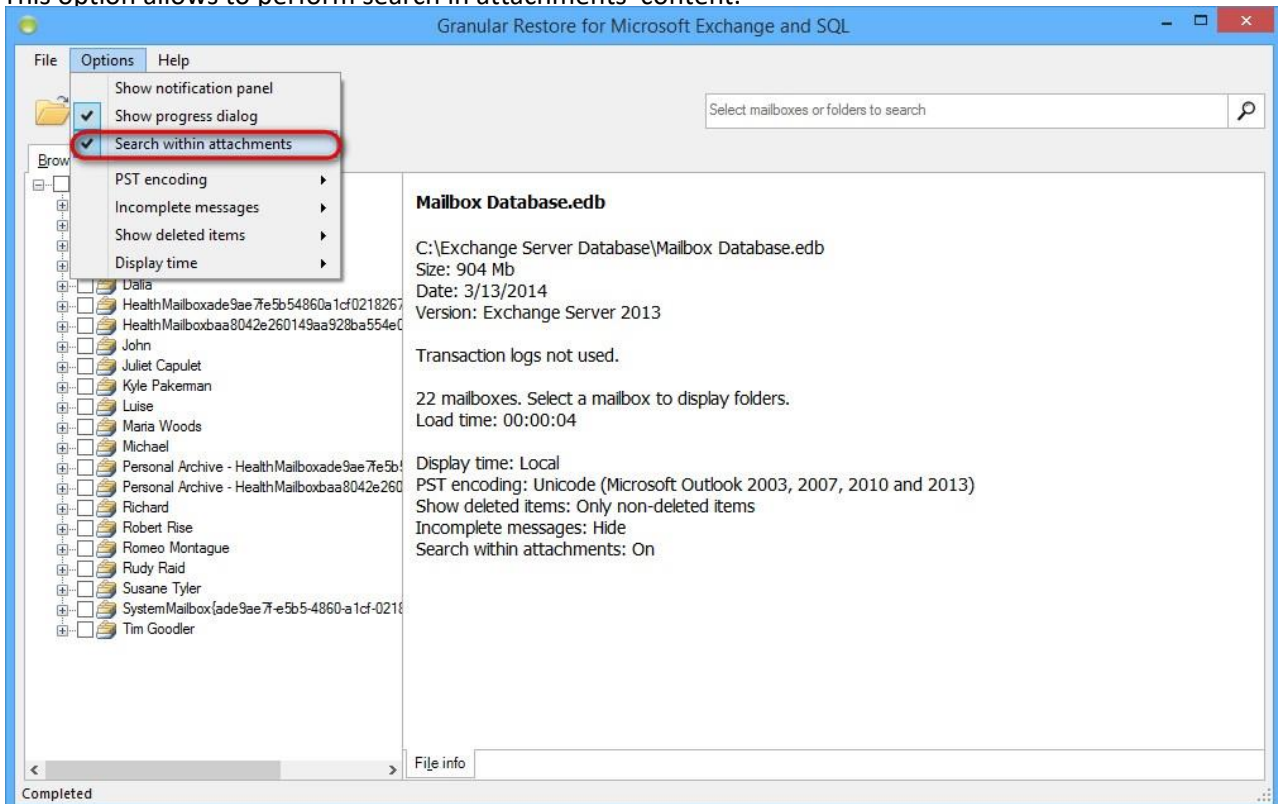 This option allows to perform search in attachments' content.
Granular Restore for Microsoft Exchange and SQL
File Options Help
Show notification panel
Show progress dialog
Search within attachments
PST encoding
Incomplete messages
Show deleted items
Display time
Select mailboxes or folders to search
Brow
Dalia
HealthMailboxade9ae7fe5b54860a1cf0218267
HealthMailboxbaa8042e260149aa928ba554e0
John
Juliet Capulet
Kyle Pakerman
Luise
Maria Woods
Michael
Personal Archive - HealthMailboxade9ae7fe5b5
Personal Archive - HealthMailboxbaa8042e260
Richard
Robert Rise
Romeo Montague
Rudy Raid
Susane Tyler
SystemMailbox{ade9ae7f-e5b5-4860-a1cf-0218
Tim Goodler
Mailbox Database.edb
C:\Exchange Server Database\Mailbox Database.edb
Size: 904 Mb
Date: 3/13/2014
Version: Exchange Server 2013
Transaction logs not used.
22 mailboxes. Select a mailbox to display folders.
Load time: 00:00:04
Display time: Local
PST encoding: Unicode (Microsoft Outlook 2003, 2007, 2010 and 2013)
Show deleted items: Only non-deleted items
Incomplete messages: Hide
Search within attachments: On
File info
Completed